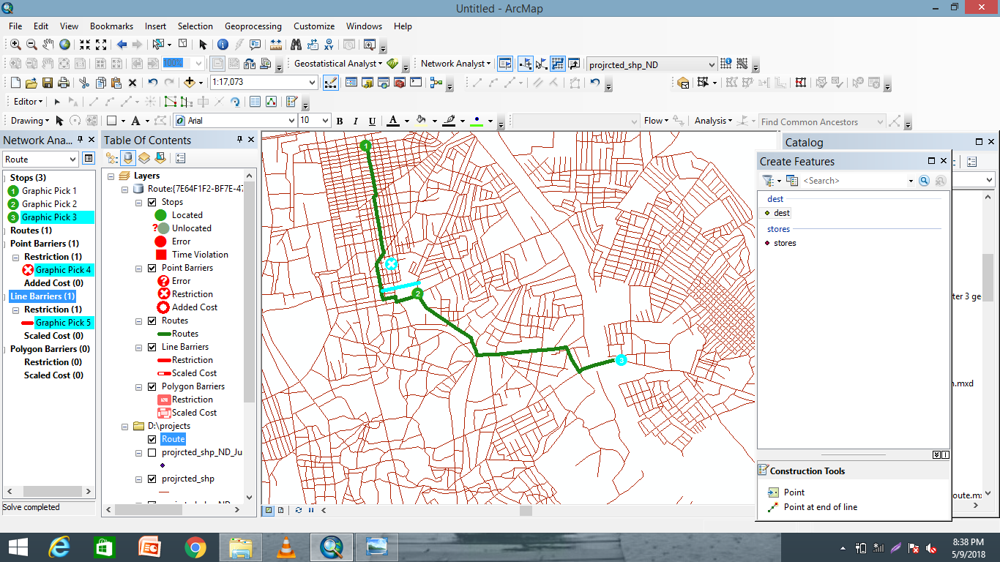 Untitled - ArcMap
File Edit View Bookmarks Insert Selection Geoprocessing Customize Windows Help
100% Geostatistical Analyst Network Analyst projrcted_shp_ND
1:17,073
Editor
Drawing A Arial 10 B I U A Flow Analysis Find Common Ancestors
Network Ana...
Route
Stops (3)
1 Graphic Pick 1
2 Graphic Pick 2
3 Graphic Pick 3
Routes (1)
Point Barriers (1)
Restriction (1)
Graphic Pick 4
Added Cost (0)
Line Barriers (1)
Restriction (1)
Graphic Pick 5
Scaled Cost (0)
Polygon Barriers (0)
Restriction (0)
Scaled Cost (0)
Solve completed
Table Of Contents
Layers
Route:{7E64F1F2-BF7E-47
Stops
Located
? Unlocated
Error
Time Violation
Point Barriers
? Error
Restriction
Added Cost
Routes
Routes
Line Barriers
Restriction
Scaled Cost
Polygon Barriers
Restriction
Scaled Cost
D:\projects
Route
projrcted_shp_ND_Ju
projrcted_shp
1
2
3
Catalog
ter 3 ge
n.mxd
oute.mx
Create Features
<Search>
dest
dest
stores
stores
Construction Tools
Point
Point at end of line
8:38 PM
5/9/2018